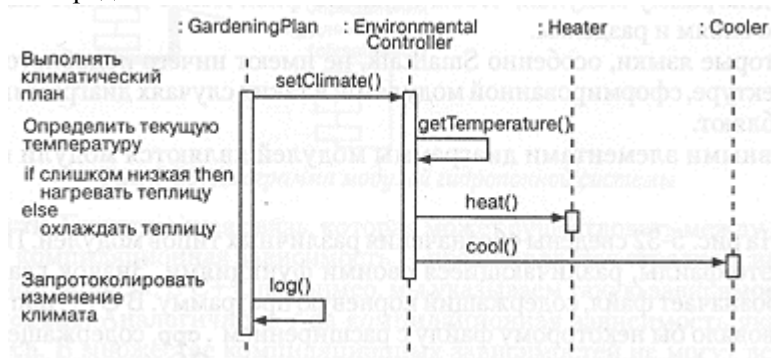 : GardeningPlan : Environmental Controller : Heater : Cooler
Выполнять
климатический
план
setClimate()
Определить текущую
температуру
getTemperature()
if слишком низкая then
нагревать теплицу
else
охлаждать теплицу
heat()
cool()
Запротоколировать
изменение
климата
log()